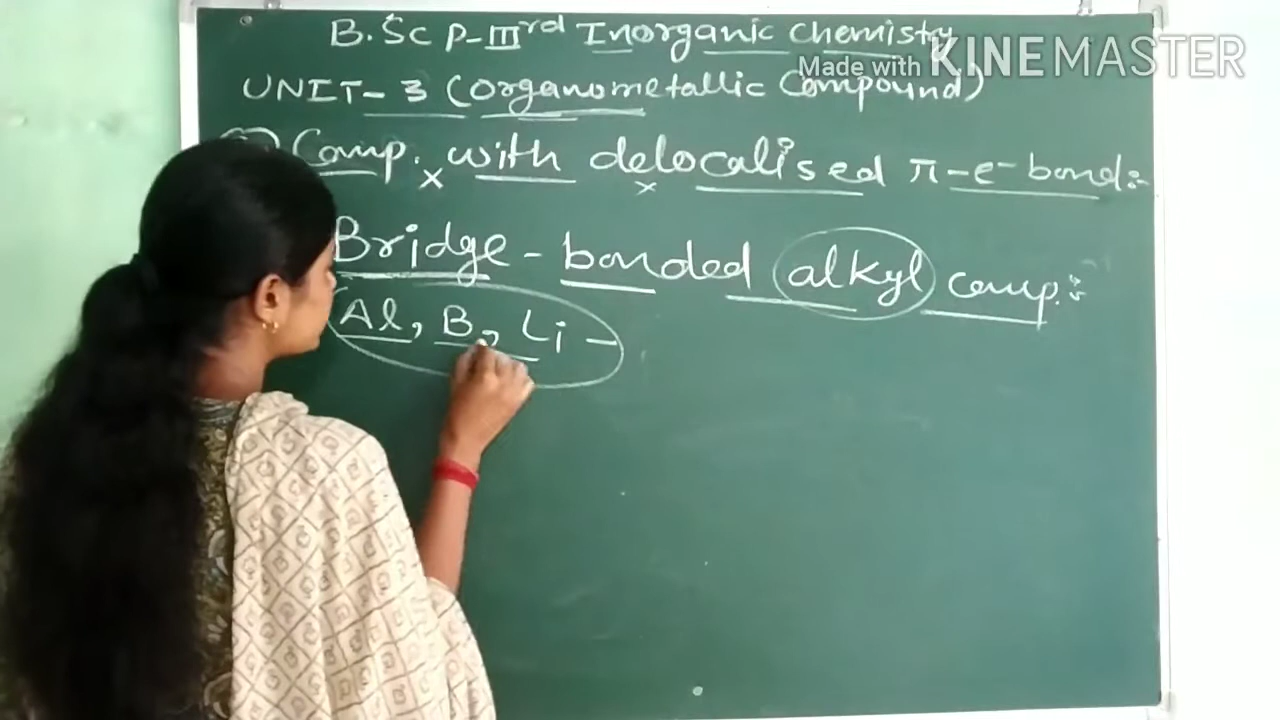 B.Sc P-IIIrd Inorganic Chemistry
Made with KINEMASTER
UNIT-3 (Organometallic Compound)
Comp. with delocalised π-e- bond:-
x x
Bridge-bonded alkyl comp.:
Al, B, Li -